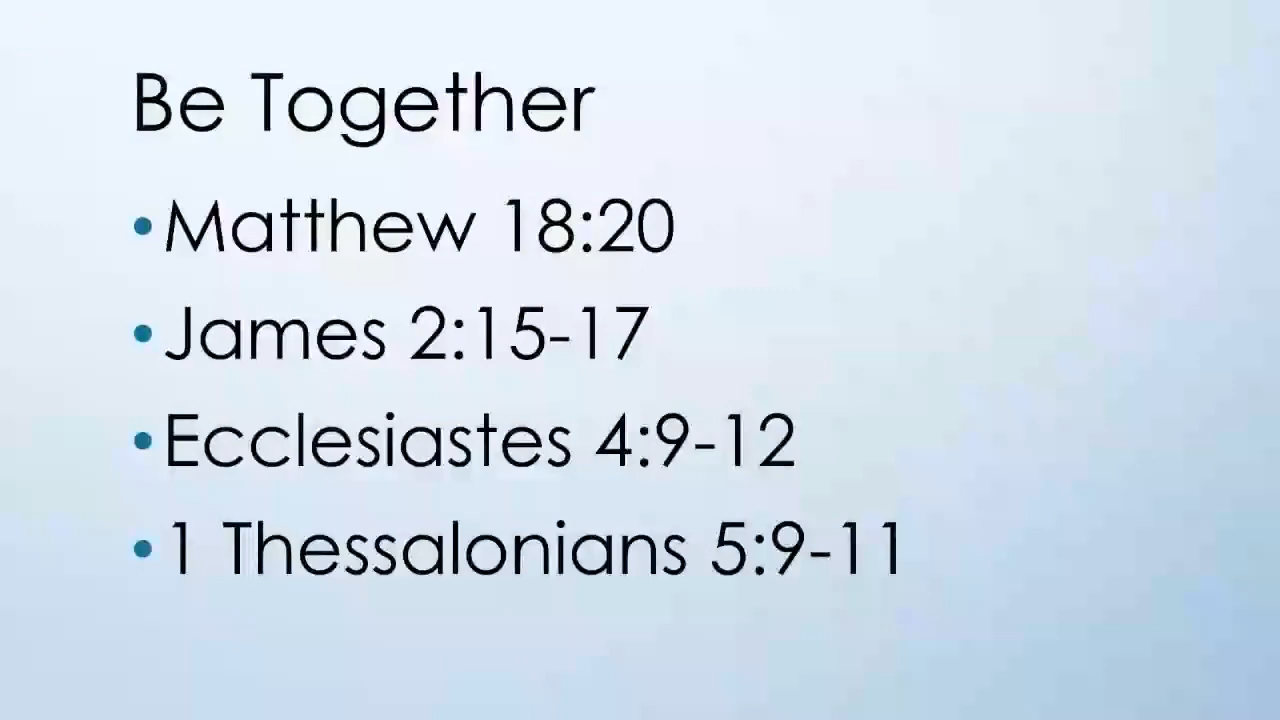 Be Together
• Matthew 18:20
• James 2:15-17
• Ecclesiastes 4:9-12
• 1 Thessalonians 5:9-11